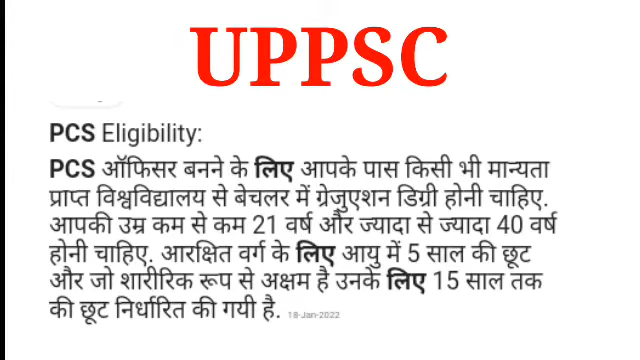 UPPSC
PCS Eligibility:
PCS ऑफिसर बनने के लिए आपके पास किसी भी मान्यता
प्राप्त विश्वविद्यालय से बेचलर में ग्रेजुएशन डिग्री होनी चाहिए.
आपकी उम्र कम से कम 21 वर्ष और ज्यादा से ज्यादा 40 वर्ष
होनी चाहिए. आरक्षित वर्ग के लिए आयु में 5 साल की छूट
और जो शारीरिक रूप से अक्षम है उनके लिए 15 साल तक
की छूट निर्धारित की गयी है. 18-Jan-2022